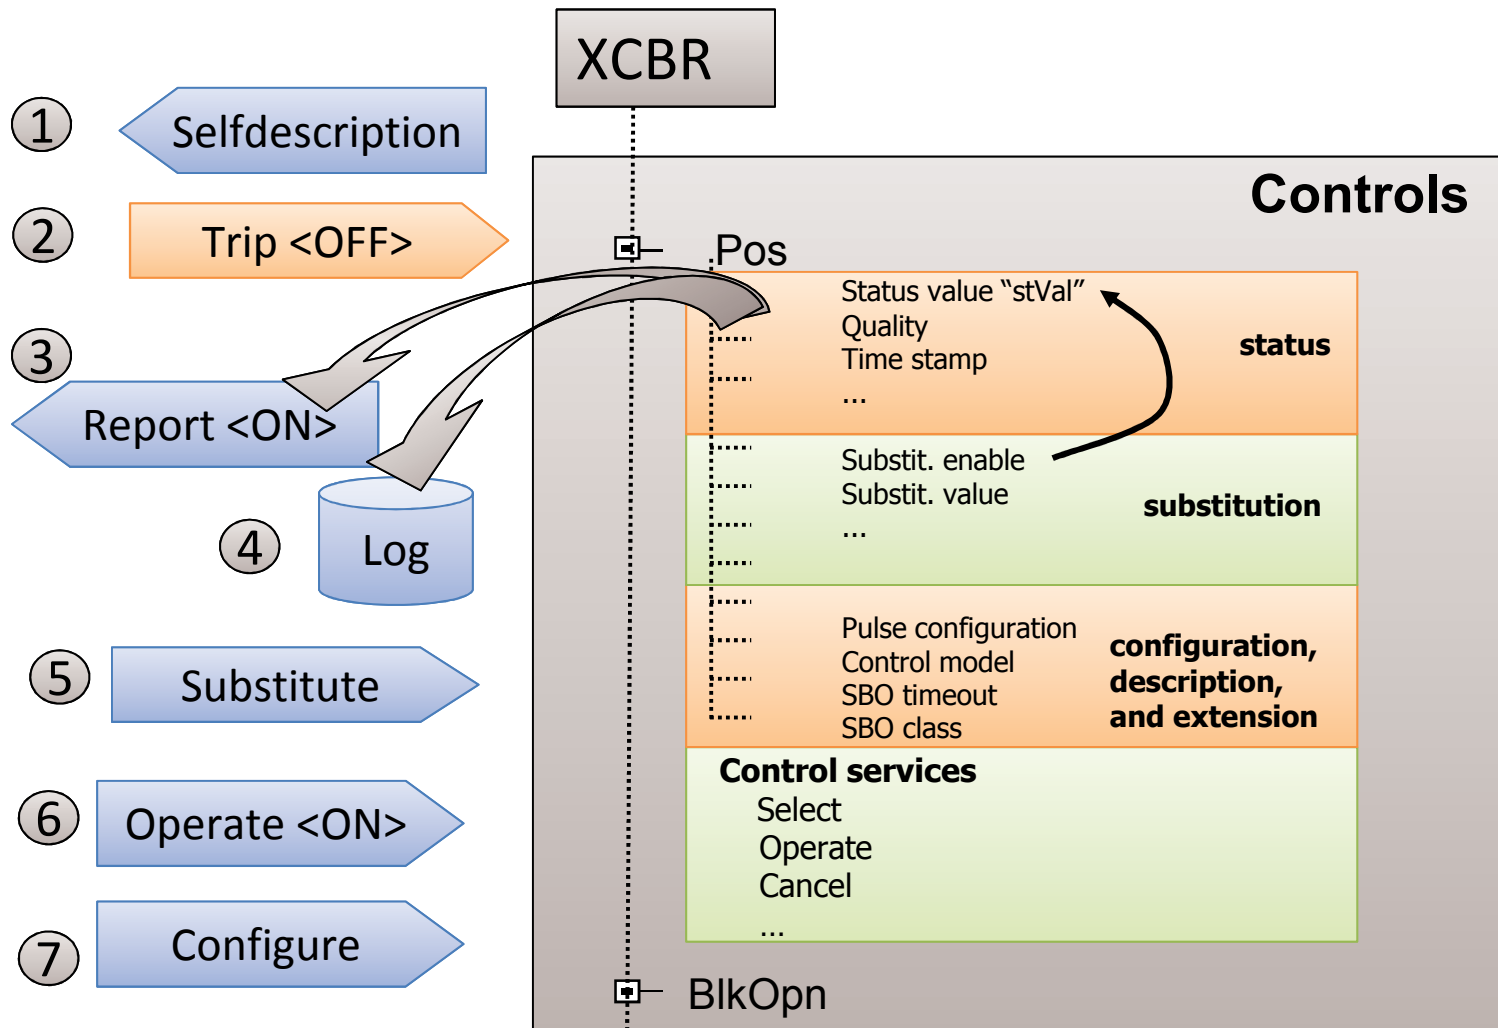 XCBR
Controls
1
Selfdescription
2
Trip <OFF>
3
Report <ON>
4
Log
5
Substitute
6
Operate <ON>
7
Configure
Pos
Status value “stVal”
Quality
Time stamp
...
status
Substit. enable
Substit. value
...
substitution
Pulse configuration
Control model
SBO timeout
SBO class
configuration,
description,
and extension
Control services
Select
Operate
Cancel
...
BlkOpn